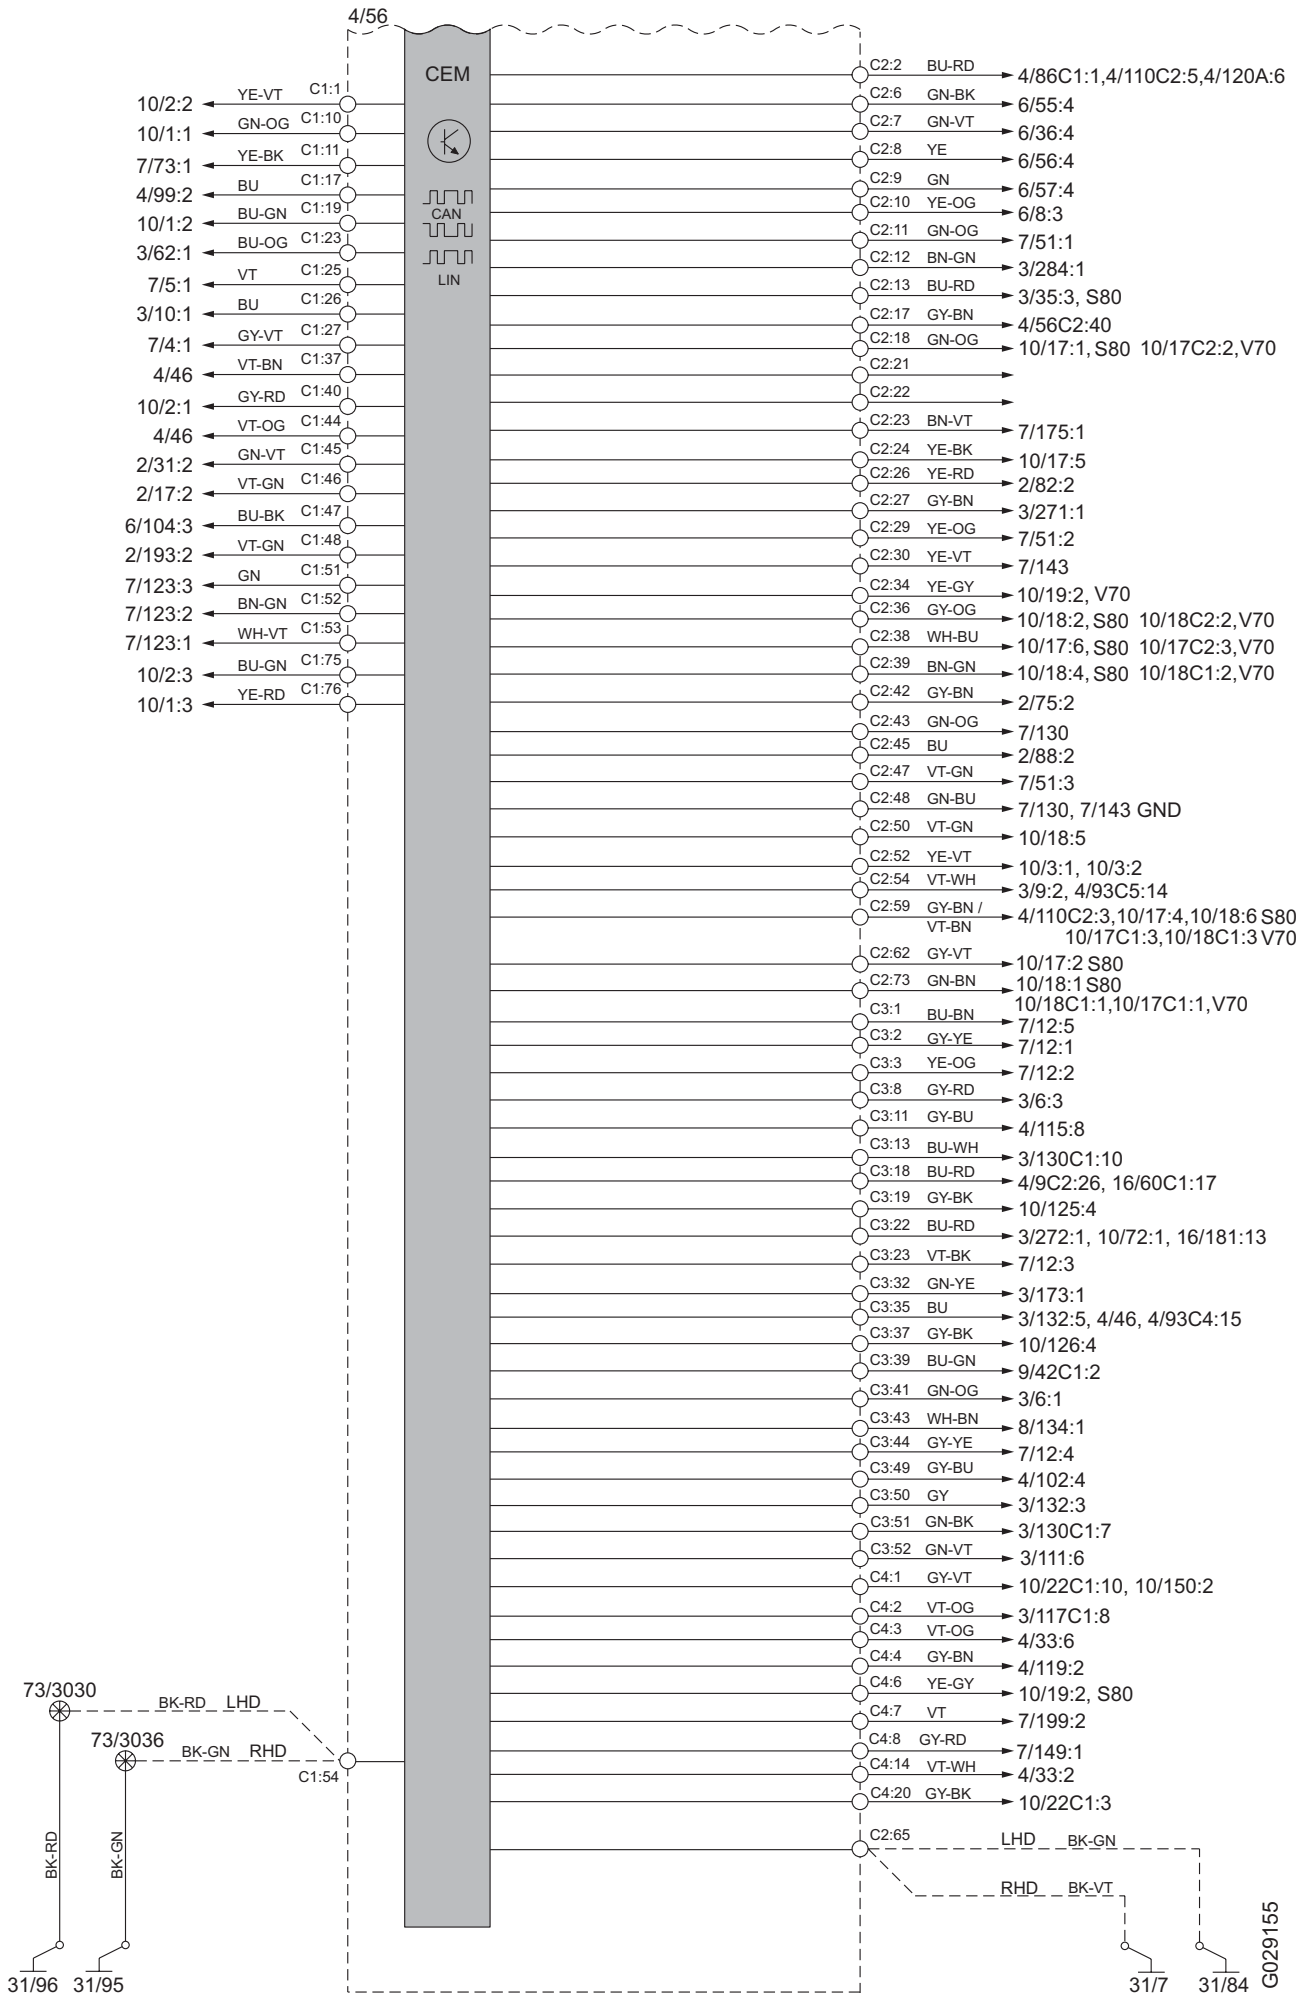 4/56
CEM
CAN
LIN
10/2:2 YE-VT C1:1
10/1:1 GN-OG C1:10
7/73:1 YE-BK C1:11
4/99:2 BU C1:17
10/1:2 BU-GN C1:19
3/62:1 BU-OG C1:23
7/5:1 VT C1:25
3/10:1 BU C1:26
7/4:1 GY-VT C1:27
4/46 VT-BN C1:37
10/2:1 GY-RD C1:40
4/46 VT-OG C1:44
2/31:2 GN-VT C1:45
2/17:2 VT-GN C1:46
6/104:3 BU-BK C1:47
2/193:2 VT-GN C1:48
7/123:3 GN C1:51
7/123:2 BN-GN C1:52
7/123:1 WH-VT C1:53
10/2:3 BU-GN C1:75
10/1:3 YE-RD C1:76
C2:2 BU-RD 4/86C1:1,4/110C2:5,4/120A:6
C2:6 GN-BK 6/55:4
C2:7 GN-VT 6/36:4
C2:8 YE 6/56:4
C2:9 GN 6/57:4
C2:10 YE-OG 6/8:3
C2:11 GN-OG 7/51:1
C2:12 BN-GN 3/284:1
C2:13 BU-RD 3/35:3, S80
C2:17 GY-BN 4/56C2:40
C2:18 GN-OG 10/17:1, S80 10/17C2:2,V70
C2:21
C2:22
C2:23 BN-VT 7/175:1
C2:24 YE-BK 10/17:5
C2:26 YE-RD 2/82:2
C2:27 GY-BN 3/271:1
C2:29 YE-OG 7/51:2
C2:30 YE-VT 7/143
C2:34 YE-GY 10/19:2, V70
C2:36 GY-OG 10/18:2, S80 10/18C2:2,V70
C2:38 WH-BU 10/17:6, S80 10/17C2:3,V70
C2:39 BN-GN 10/18:4, S80 10/18C1:2,V70
C2:42 GY-BN 2/75:2
C2:43 GN-OG 7/130
C2:45 BU 2/88:2
C2:47 VT-GN 7/51:3
C2:48 GN-BU 7/130, 7/143 GND
C2:50 VT-GN 10/18:5
C2:52 YE-VT 10/3:1, 10/3:2
C2:54 VT-WH 3/9:2, 4/93C5:14
C2:59 GY-BN / 4/110C2:3,10/17:4,10/18:6 S80
VT-BN 10/17C1:3,10/18C1:3 V70
C2:62 GY-VT 10/17:2 S80
C2:73 GN-BN 10/18:1 S80
10/18C1:1,10/17C1:1,V70
C3:1 BU-BN 7/12:5
C3:2 GY-YE 7/12:1
C3:3 YE-OG 7/12:2
C3:8 GY-RD 3/6:3
C3:11 GY-BU 4/115:8
C3:13 BU-WH 3/130C1:10
C3:18 BU-RD 4/9C2:26, 16/60C1:17
C3:19 GY-BK 10/125:4
C3:22 BU-RD 3/272:1, 10/72:1, 16/181:13
C3:23 VT-BK 7/12:3
C3:32 GN-YE 3/173:1
C3:35 BU 3/132:5, 4/46, 4/93C4:15
C3:37 GY-BK 10/126:4
C3:39 BU-GN 9/42C1:2
C3:41 GN-OG 3/6:1
C3:43 WH-BN 8/134:1
C3:44 GY-YE 7/12:4
C3:49 GY-BU 4/102:4
C3:50 GY 3/132:3
C3:51 GN-BK 3/130C1:7
C3:52 GN-VT 3/111:6
C4:1 GY-VT 10/22C1:10, 10/150:2
C4:2 VT-OG 3/117C1:8
C4:3 VT-OG 4/33:6
C4:4 GY-BN 4/119:2
C4:6 YE-GY 10/19:2, S80
C4:7 VT 7/199:2
C4:8 GY-RD 7/149:1
C4:14 VT-WH 4/33:2
C4:20 GY-BK 10/22C1:3
73/3030 BK-RD LHD
73/3036 BK-GN RHD
C1:54
BK-RD
BK-GN
31/96 31/95
C2:65 LHD BK-GN
RHD BK-VT
31/7 31/84
G029155